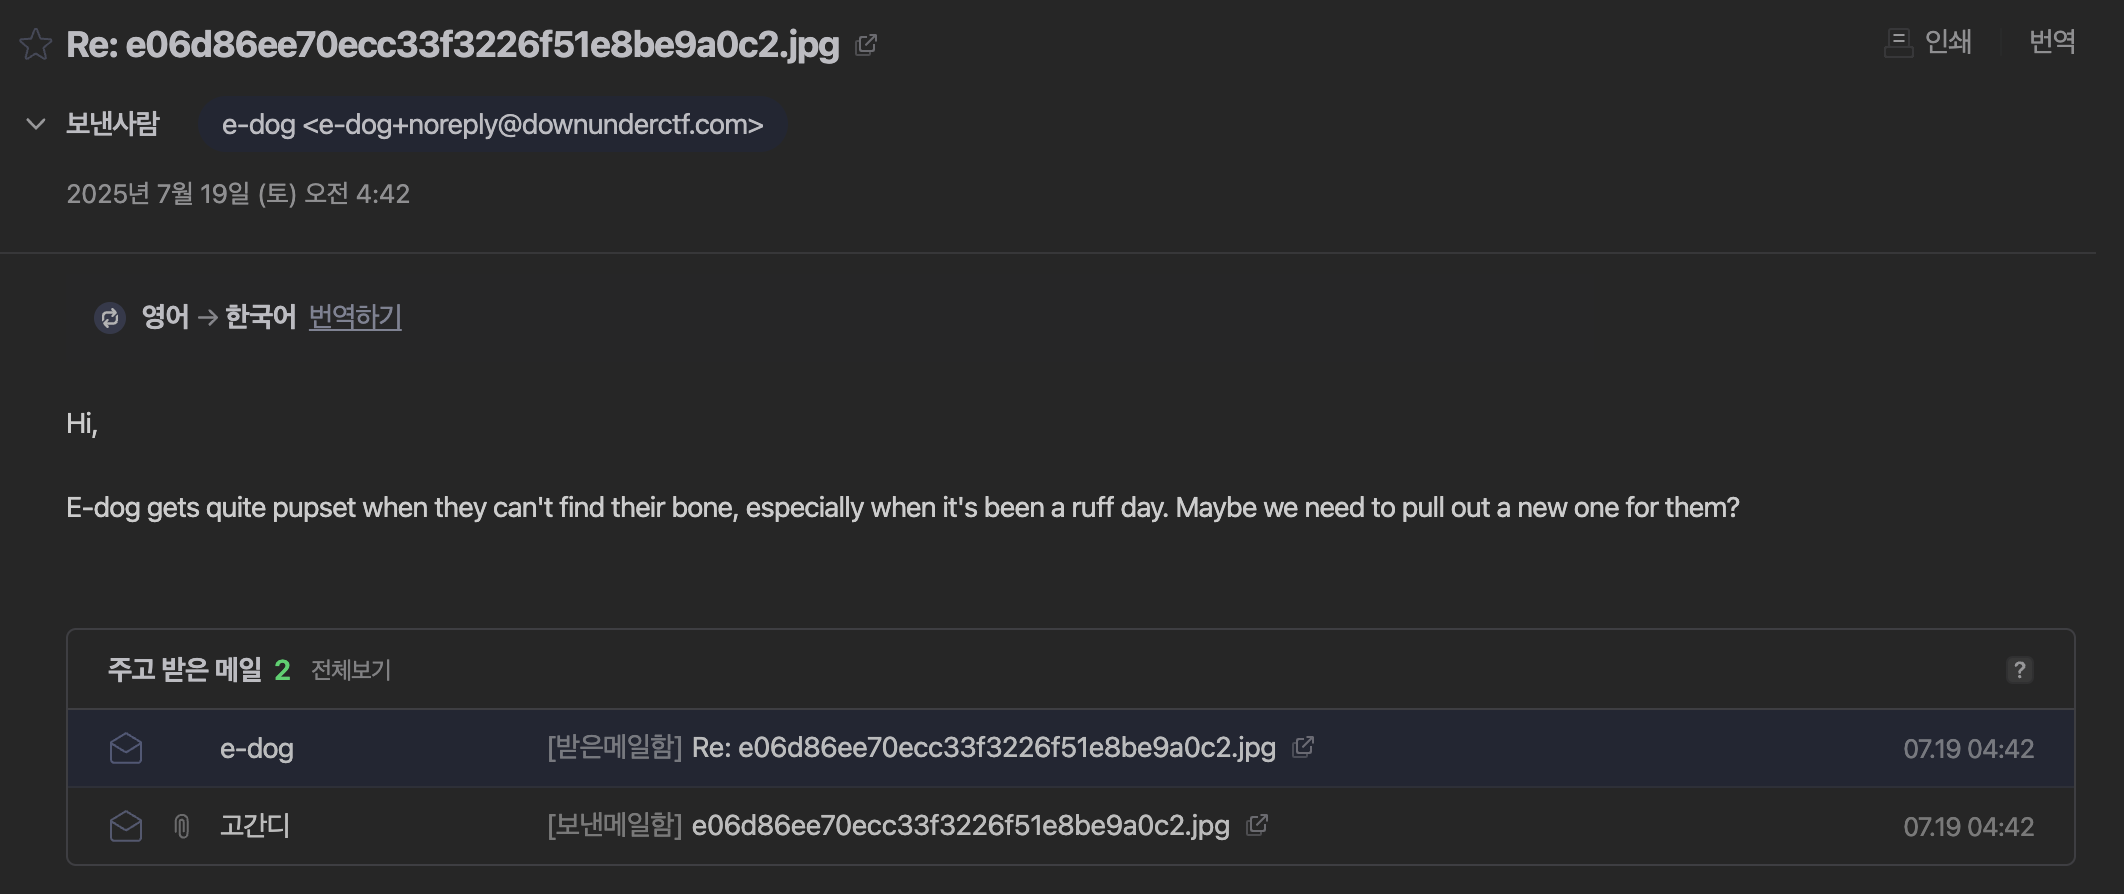 Re: e06d86ee70ecc33f3226f51e8be9a0c2.jpg
인쇄 번역
보낸사람 e-dog <e-dog+noreply@downunderctf.com>
2025년 7월 19일 (토) 오전 4:42
영어 → 한국어 번역하기
Hi,
E-dog gets quite pupset when they can't find their bone, especially when it's been a ruff day. Maybe we need to pull out a new one for them?
주고 받은 메일 2 전체보기 ?
e-dog [받은메일함] Re: e06d86ee70ecc33f3226f51e8be9a0c2.jpg 07.19 04:42
고간디 [보낸메일함] e06d86ee70ecc33f3226f51e8be9a0c2.jpg 07.19 04:42